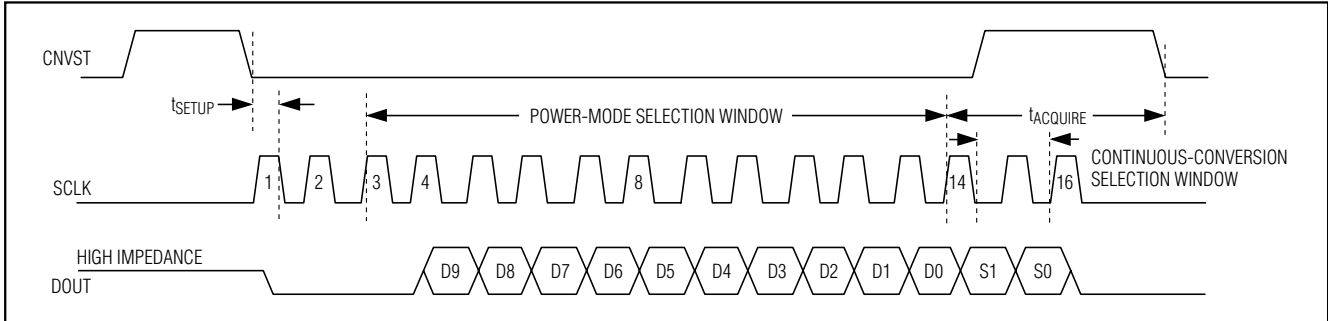 CNVST
tSETUP
POWER-MODE SELECTION WINDOW
tACQUIRE
CONTINUOUS-CONVERSION
SELECTION WINDOW
SCLK
1 2 3 4 8 14 16
HIGH IMPEDANCE
DOUT
D9 D8 D7 D6 D5 D4 D3 D2 D1 D0 S1 S0